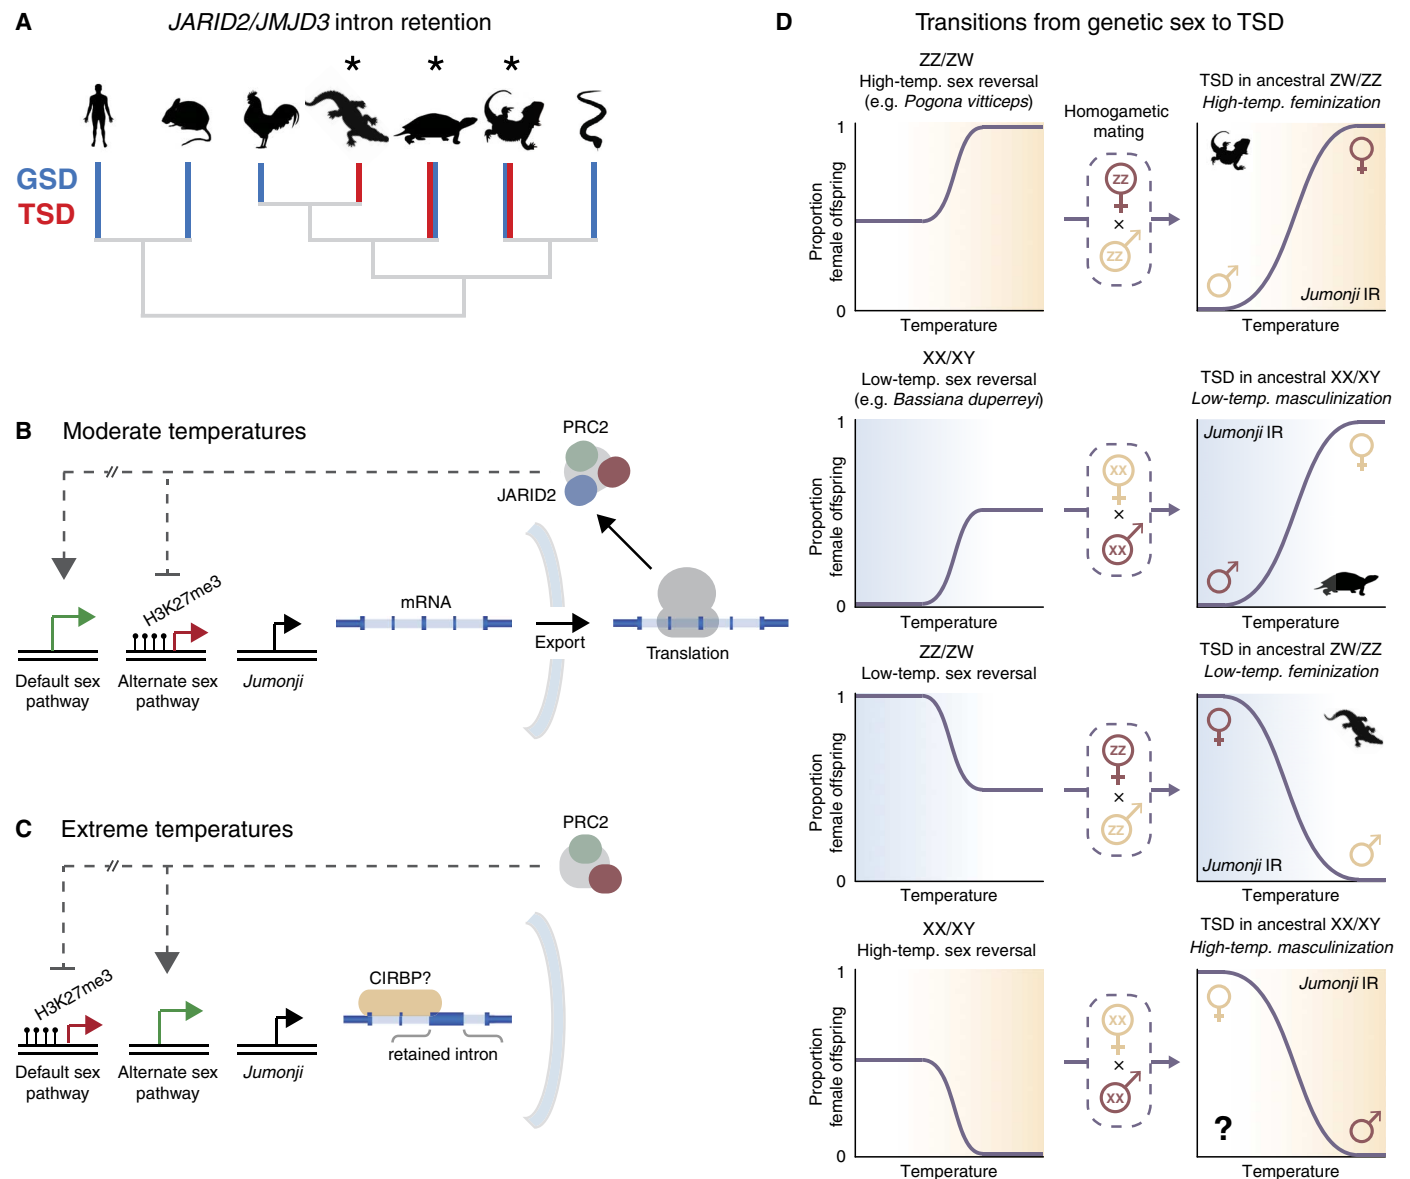 A
JARID2/JMJD3 intron retention
* * *
GSD
TSD
B
Moderate temperatures
PRC2
JARID2
H3K27me3
mRNA
Export
Translation
Default sex
pathway
Alternate sex
pathway
Jumonji
C
Extreme temperatures
PRC2
H3K27me3
CIRBP?
retained intron
Default sex
pathway
Alternate sex
pathway
Jumonji
D
Transitions from genetic sex to TSD
ZZ/ZW
High-temp. sex reversal
(e.g. Pogona vitticeps)
Proportion
female offspring
1
0
Temperature
Homogametic
mating
ZZ
×
ZZ
TSD in ancestral ZW/ZZ
High-temp. feminization
Jumonji IR
Temperature
XX/XY
Low-temp. sex reversal
(e.g. Bassiana duperreyi)
Proportion
female offspring
1
0
Temperature
XX
×
XX
TSD in ancestral XX/XY
Low-temp. masculinization
Jumonji IR
Temperature
ZZ/ZW
Low-temp. sex reversal
Proportion
female offspring
1
0
Temperature
ZZ
×
ZZ
TSD in ancestral ZW/ZZ
Low-temp. feminization
Jumonji IR
Temperature
XX/XY
High-temp. sex reversal
Proportion
female offspring
1
0
Temperature
XX
×
XX
TSD in ancestral XX/XY
High-temp. masculinization
Jumonji IR
?
Temperature